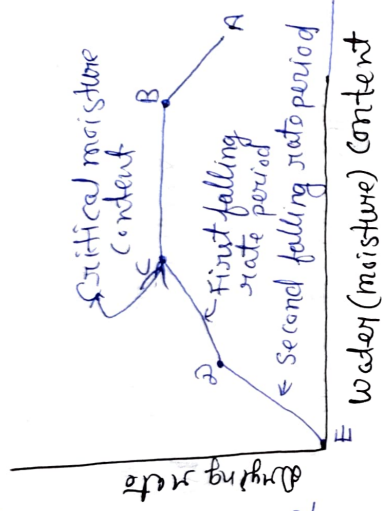 Critical moisture
content
A
B
C
First falling
rate period
D
Second falling rate period
E
Water (moisture) content
Drying rate